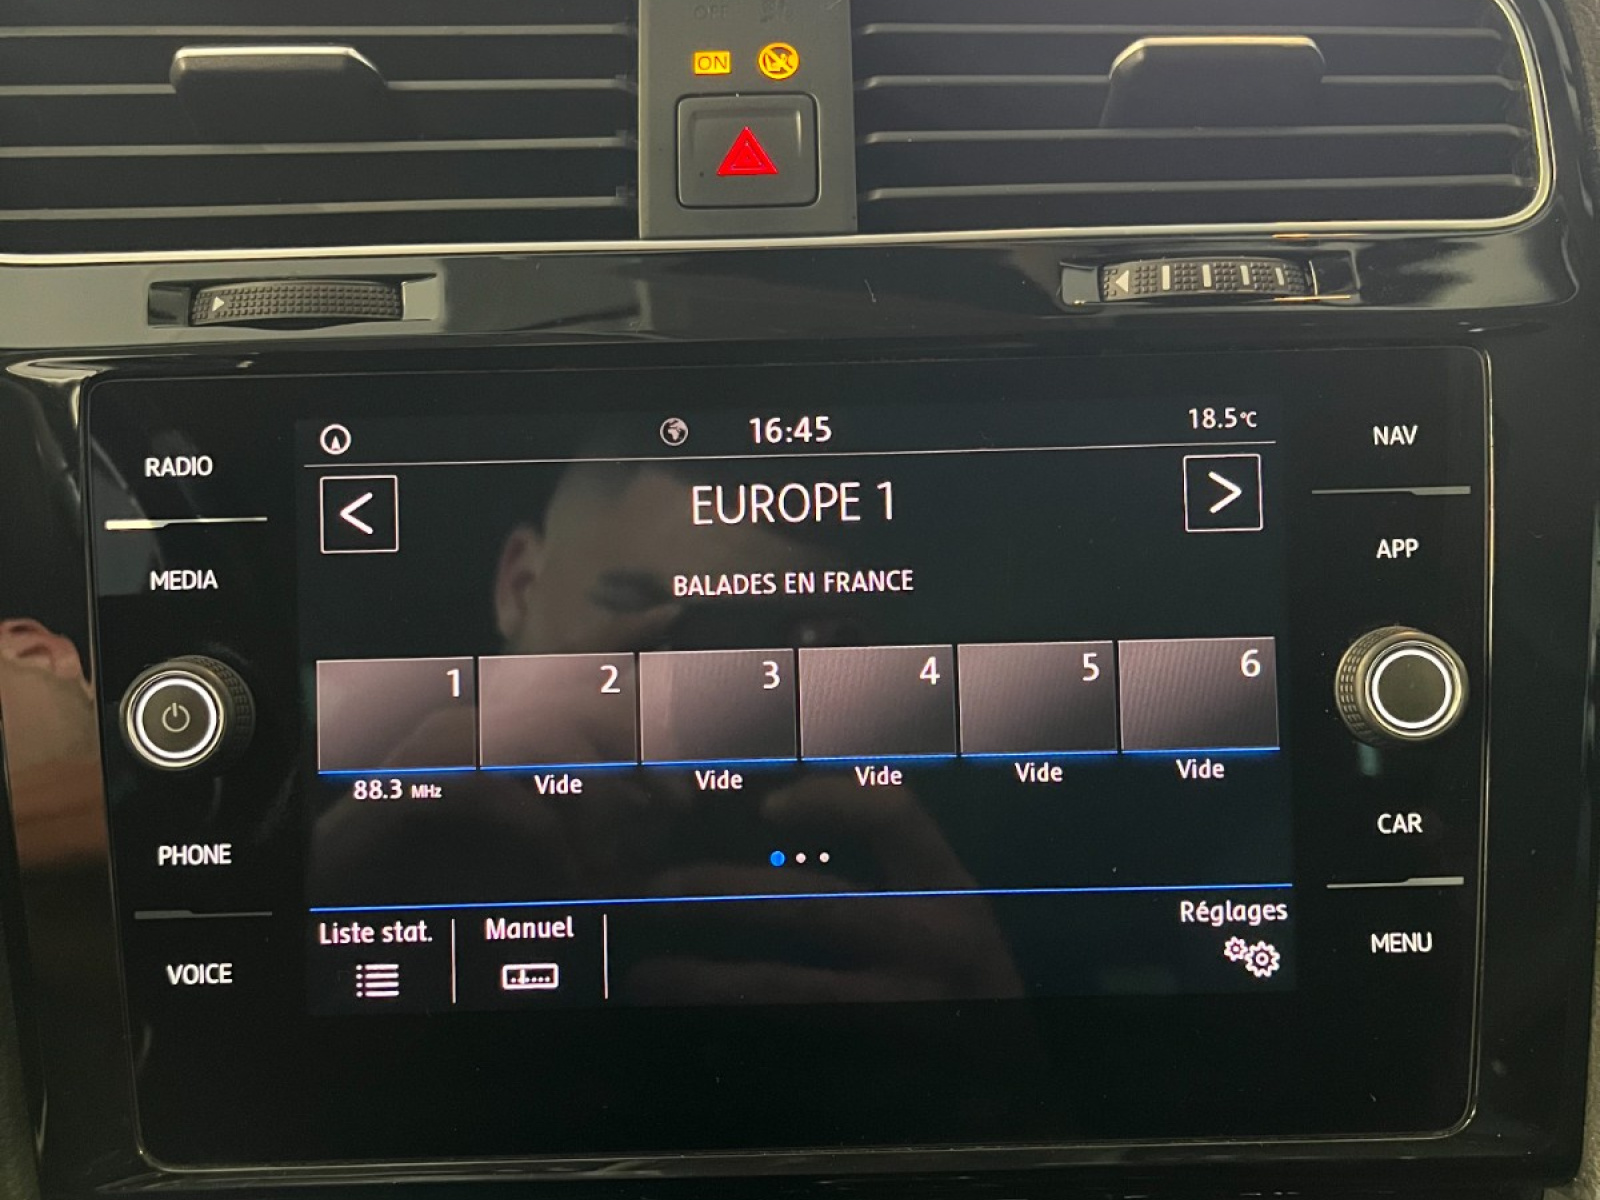 ON
16:45
18.5°C
RADIO
NAV
<
EUROPE 1
>
MEDIA
BALADES EN FRANCE
APP
1
2
3
4
5
6
88.3 MHz
Vide
Vide
Vide
Vide
Vide
PHONE
CAR
Liste stat.
Manuel
Réglages
VOICE
MENU